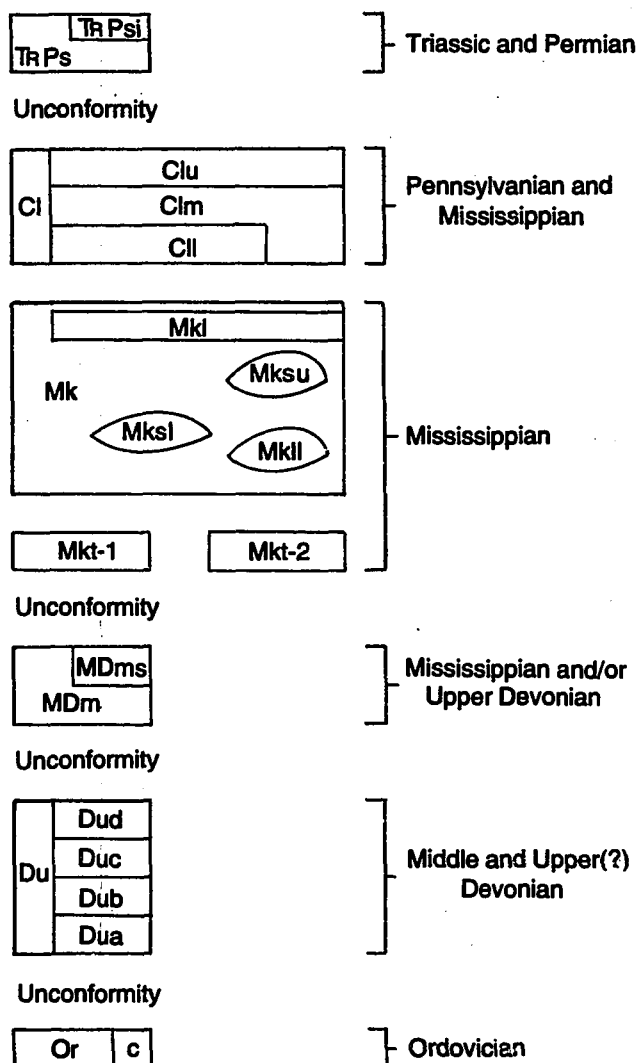 TR Psi
TR Ps
Triassic and Permian
Unconformity
Cl
Clu
Clm
Cll
Pennsylvanian and
Mississippian
Mkl
Mk
Mksu
Mksl
Mkll
Mississippian
Mkt-1
Mkt-2
Unconformity
MDms
MDm
Mississippian and/or
Upper Devonian
Unconformity
Du
Dud
Duc
Dub
Dua
Middle and Upper(?)
Devonian
Unconformity
Or
c
Ordovician